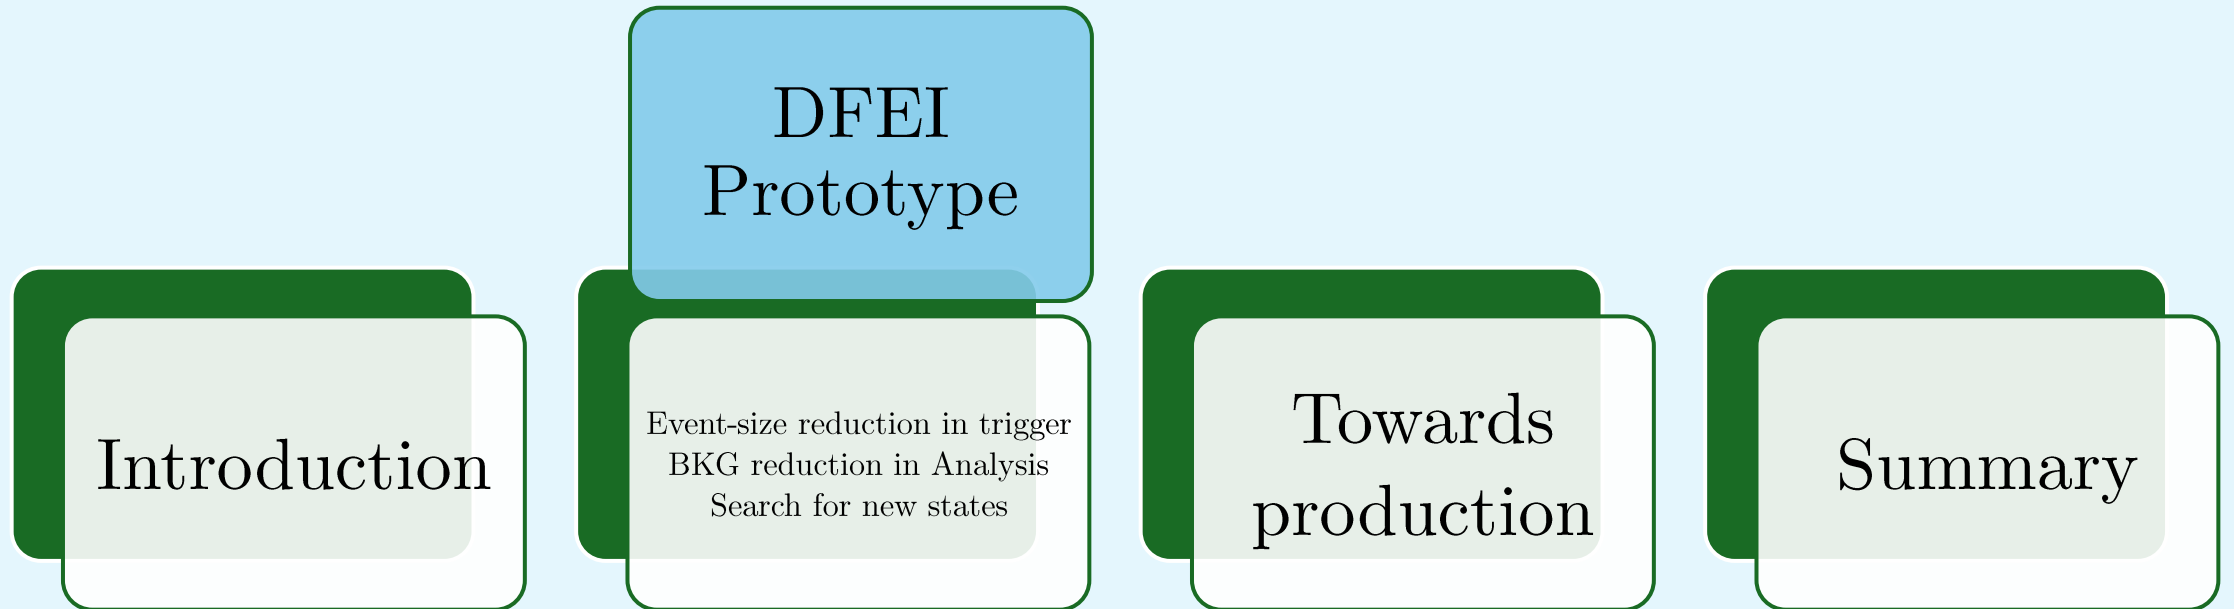 DFEI
Prototype
Introduction
Event-size reduction in trigger
BKG reduction in Analysis
Search for new states
Towards
production
Summary